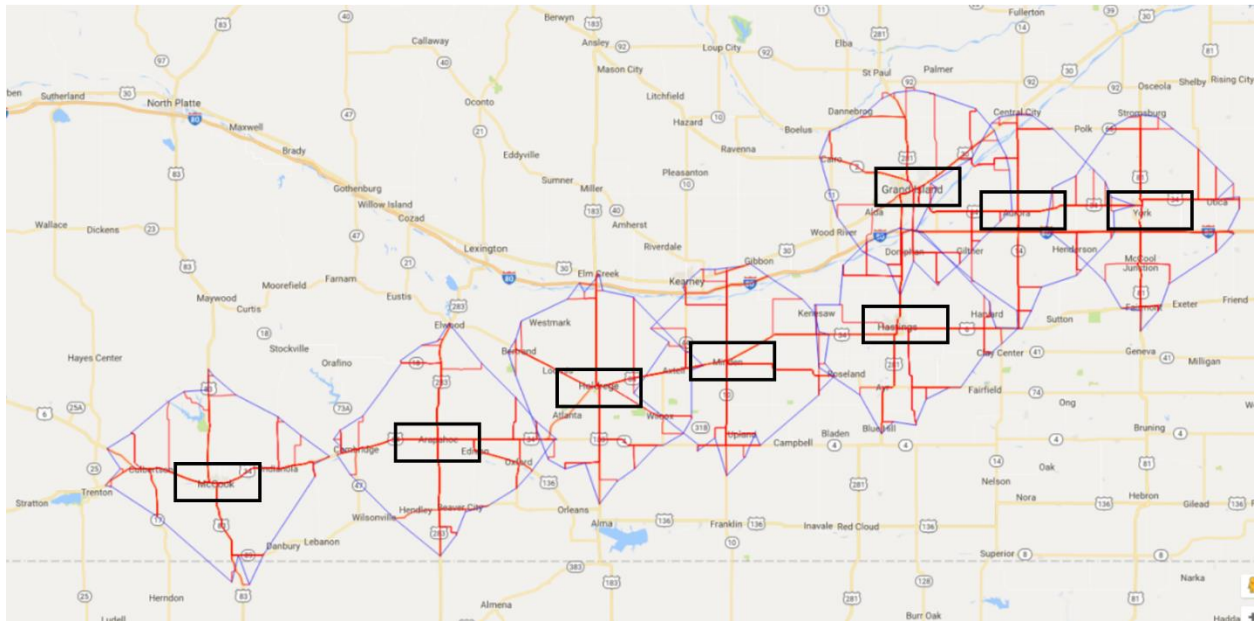 Berwyn
Fullerton
Callaway
Ansley
Loup City
Elba
Mason City
St Paul
Palmer
Shelby
Rising City
Sutherland
North Platte
Oconto
Litchfield
Dannebrog
Central City
Stromsburg
Osceola
Maxwell
Hazard
Boelus
Polk
Brady
Eddyville
Ravenna
Cairo
Sumner
Miller
Pleasanton
Gothenburg
Willow Island
Grand Island
Cozad
Amherst
Alda
Aurora
York
Utica
Wallace
Dickens
Lexington
Riverdale
Wood River
Doniphan
Giltner
Henderson
McCool
Junction
Elm Creek
Kearney
Gibbon
Moorefield
Farnam
Eustis
Maywood
Curtis
Fairmont
Exeter
Friend
Stockville
Elwood
Westmark
Kenesaw
Hastings
Harvard
Sutton
Hayes Center
Orafino
Bertrand
Loomis
Axtell
Minden
Roseland
Clay Center
Geneva
Milligan
Holdrege
Ayr
Fairfield
Ong
Atlanta
Wilcox
Upland
Campbell
Bladen
Blue Hill
Bruning
Cambridge
Arapahoe
Edison
Oxford
Culbertson
Indianola
McCook
Trenton
Stratton
Oak
Nelson
Hendley
Beaver City
Wilsonville
Orleans
Alma
Franklin
Inavale
Red Cloud
Nora
Hebron
Gilead
Danbury
Lebanon
Superior
Herndon
Narka
Ludell
Almena
Burr Oak